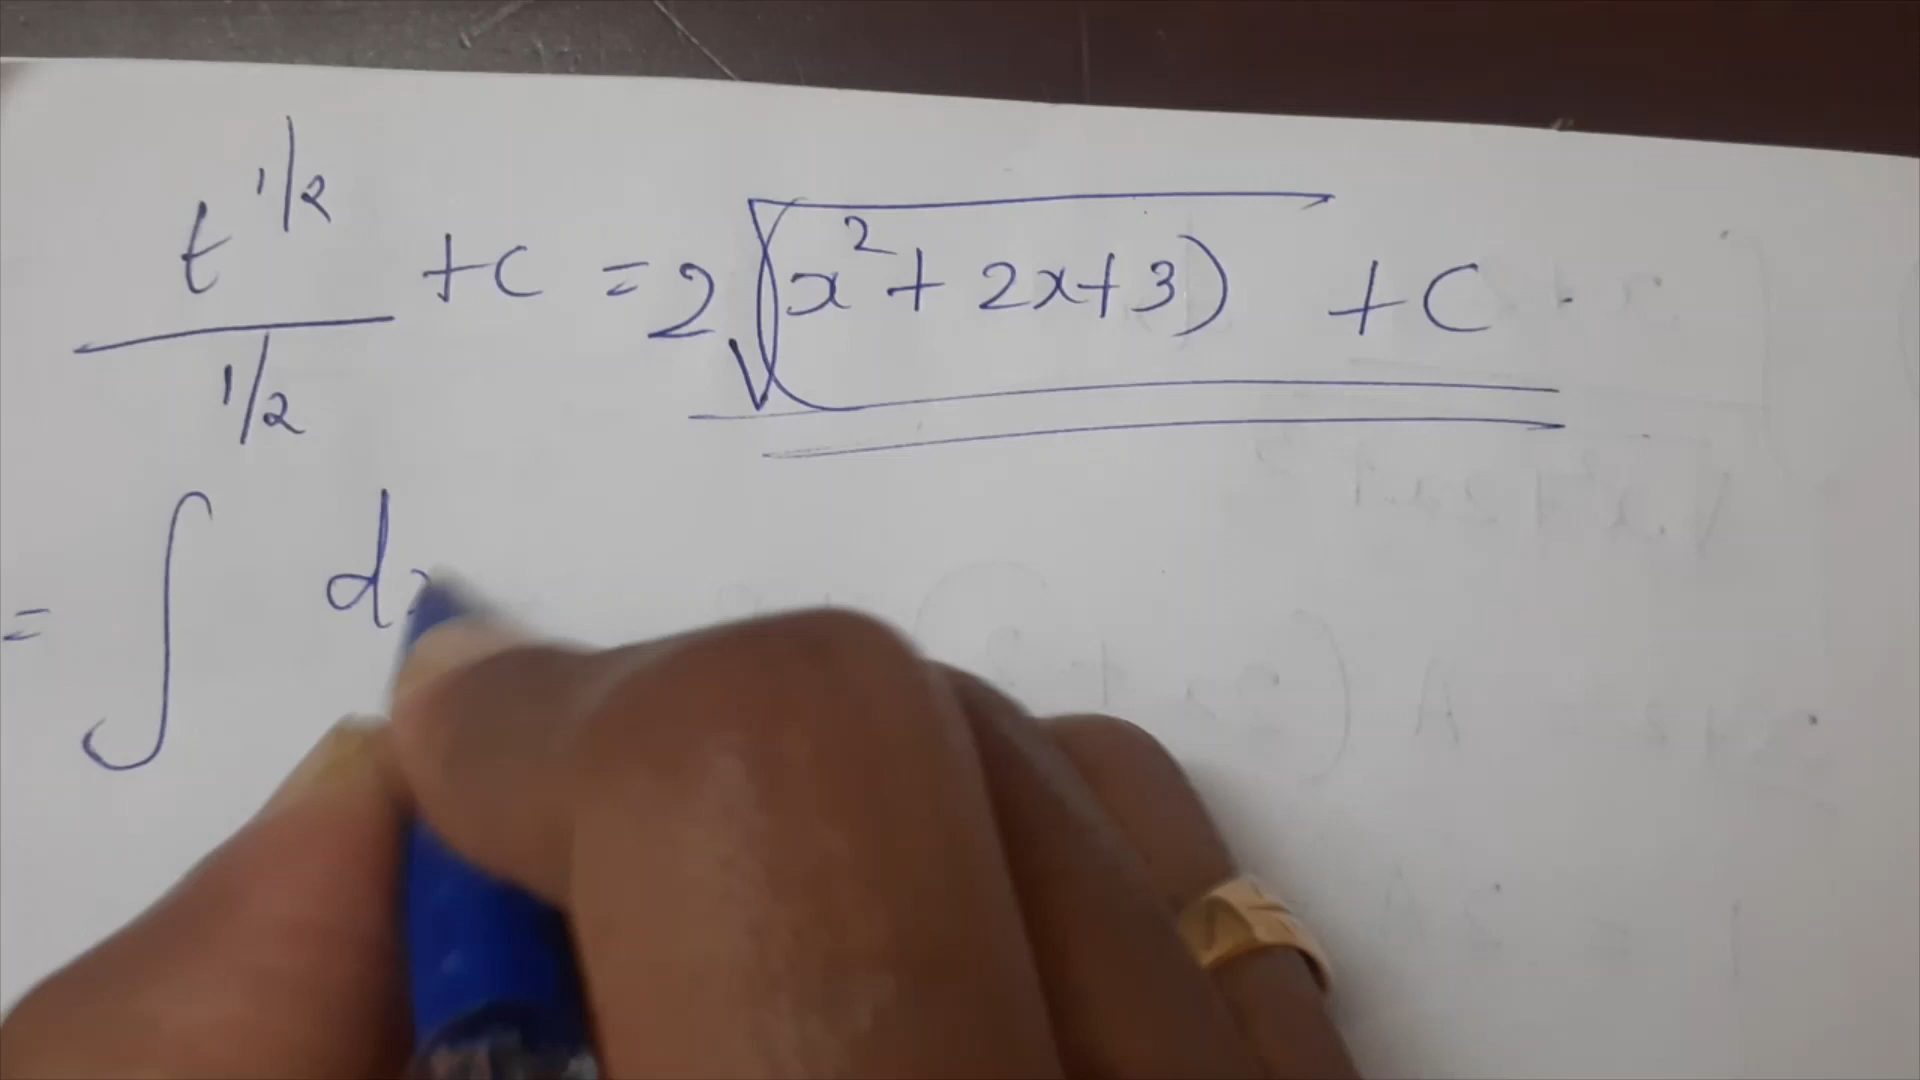 t^{1/2}/{1/2} +c = 2√(x²+2x+3) +C
= ∫ d